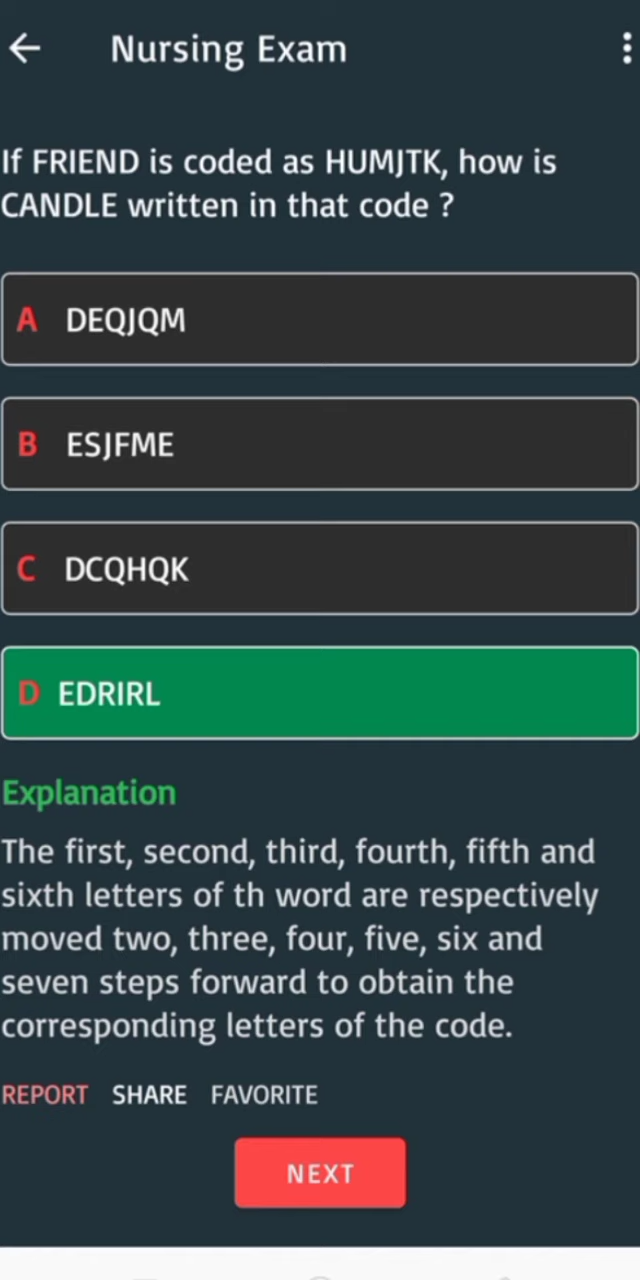 Nursing Exam
If FRIEND is coded as HUMJTK, how is
CANDLE written in that code ?
A DEQJQM
B ESJFME
C DCQHQK
D EDRIRL
Explanation
The first, second, third, fourth, fifth and
sixth letters of th word are respectively
moved two, three, four, five, six and
seven steps forward to obtain the
corresponding letters of the code.
REPORT SHARE FAVORITE
NEXT